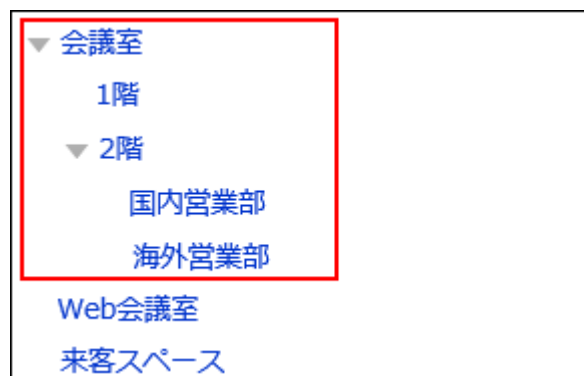 会議室
1階
2階
国内営業部
海外営業部
Web会議室
来客スペース